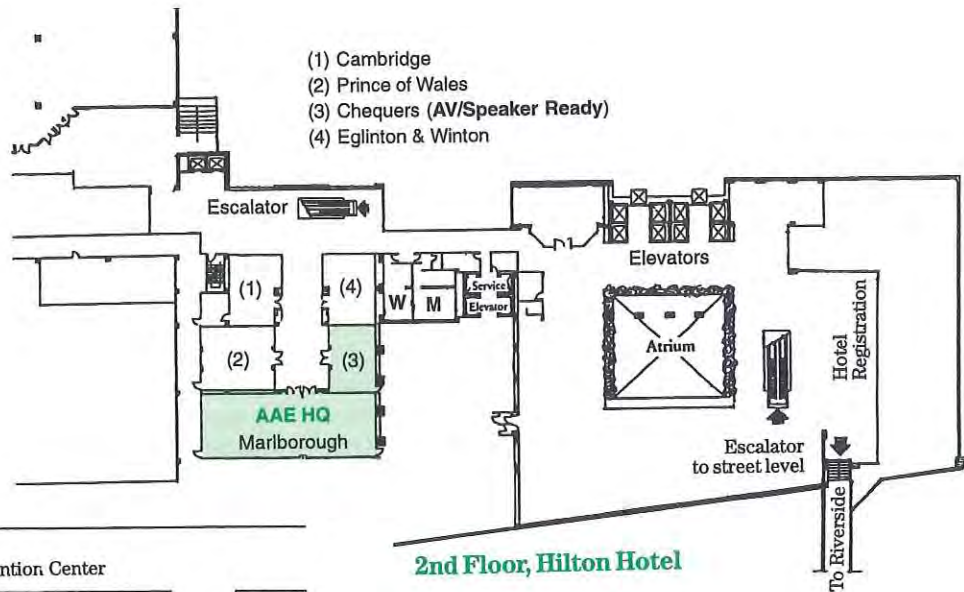 (1) Cambridge
(2) Prince of Wales
(3) Chequers (AV/Speaker Ready)
(4) Eglinton & Winton
Escalator
Elevators
(1)
(4)
W
M
Service
Elevator
(2)
(3)
Atrium
Hotel
Registration
AAE HQ
Marlborough
Escalator
to street level
To Riverside
2nd Floor, Hilton Hotel
ntion Center